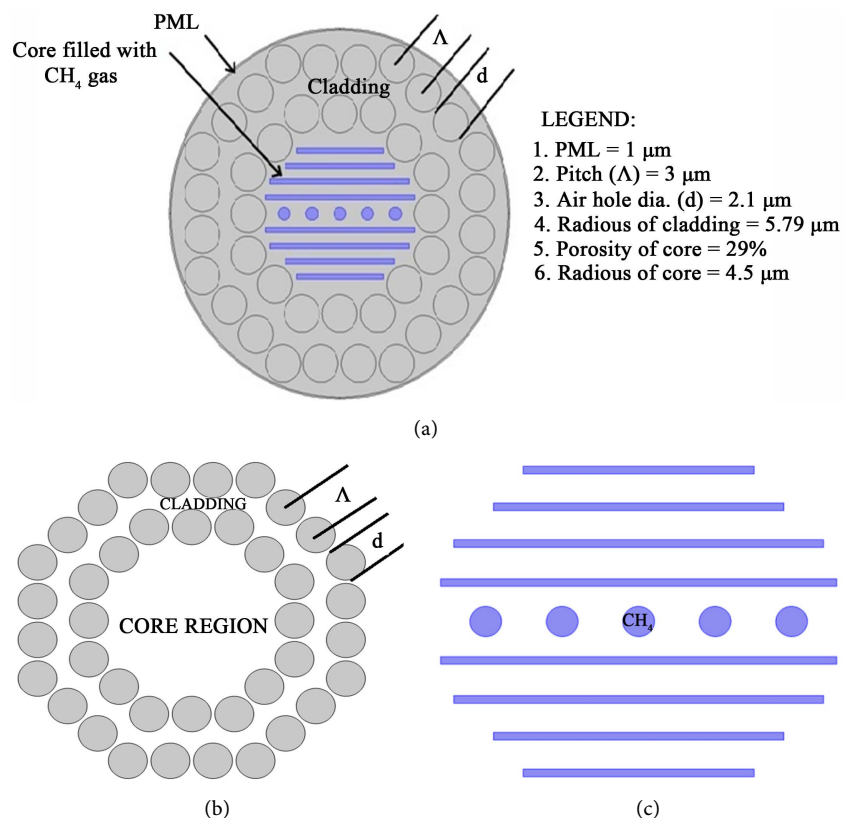 PML
Core filled with
CH₄ gas
Cladding
Λ
d
LEGEND:
1. PML = 1 μm
2. Pitch (Λ) = 3 μm
3. Air hole dia. (d) = 2.1 μm
4. Radious of cladding = 5.79 μm
5. Porosity of core = 29%
6. Radious of core = 4.5 μm
(a)
CLADDING
Λ
d
CORE REGION
(b)
CH₄
(c)